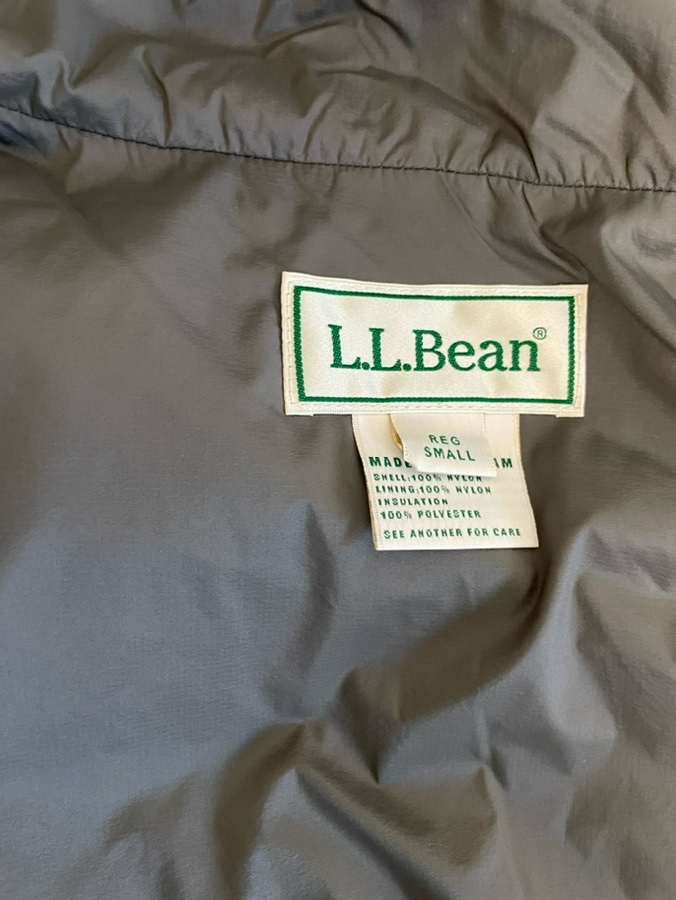 L.L.Bean®
REG
SMALL
MADE
SHELL:100% NYLON
LINING:100% NYLON
INSULATION
100% POLYESTER
SEE ANOTHER FOR CARE